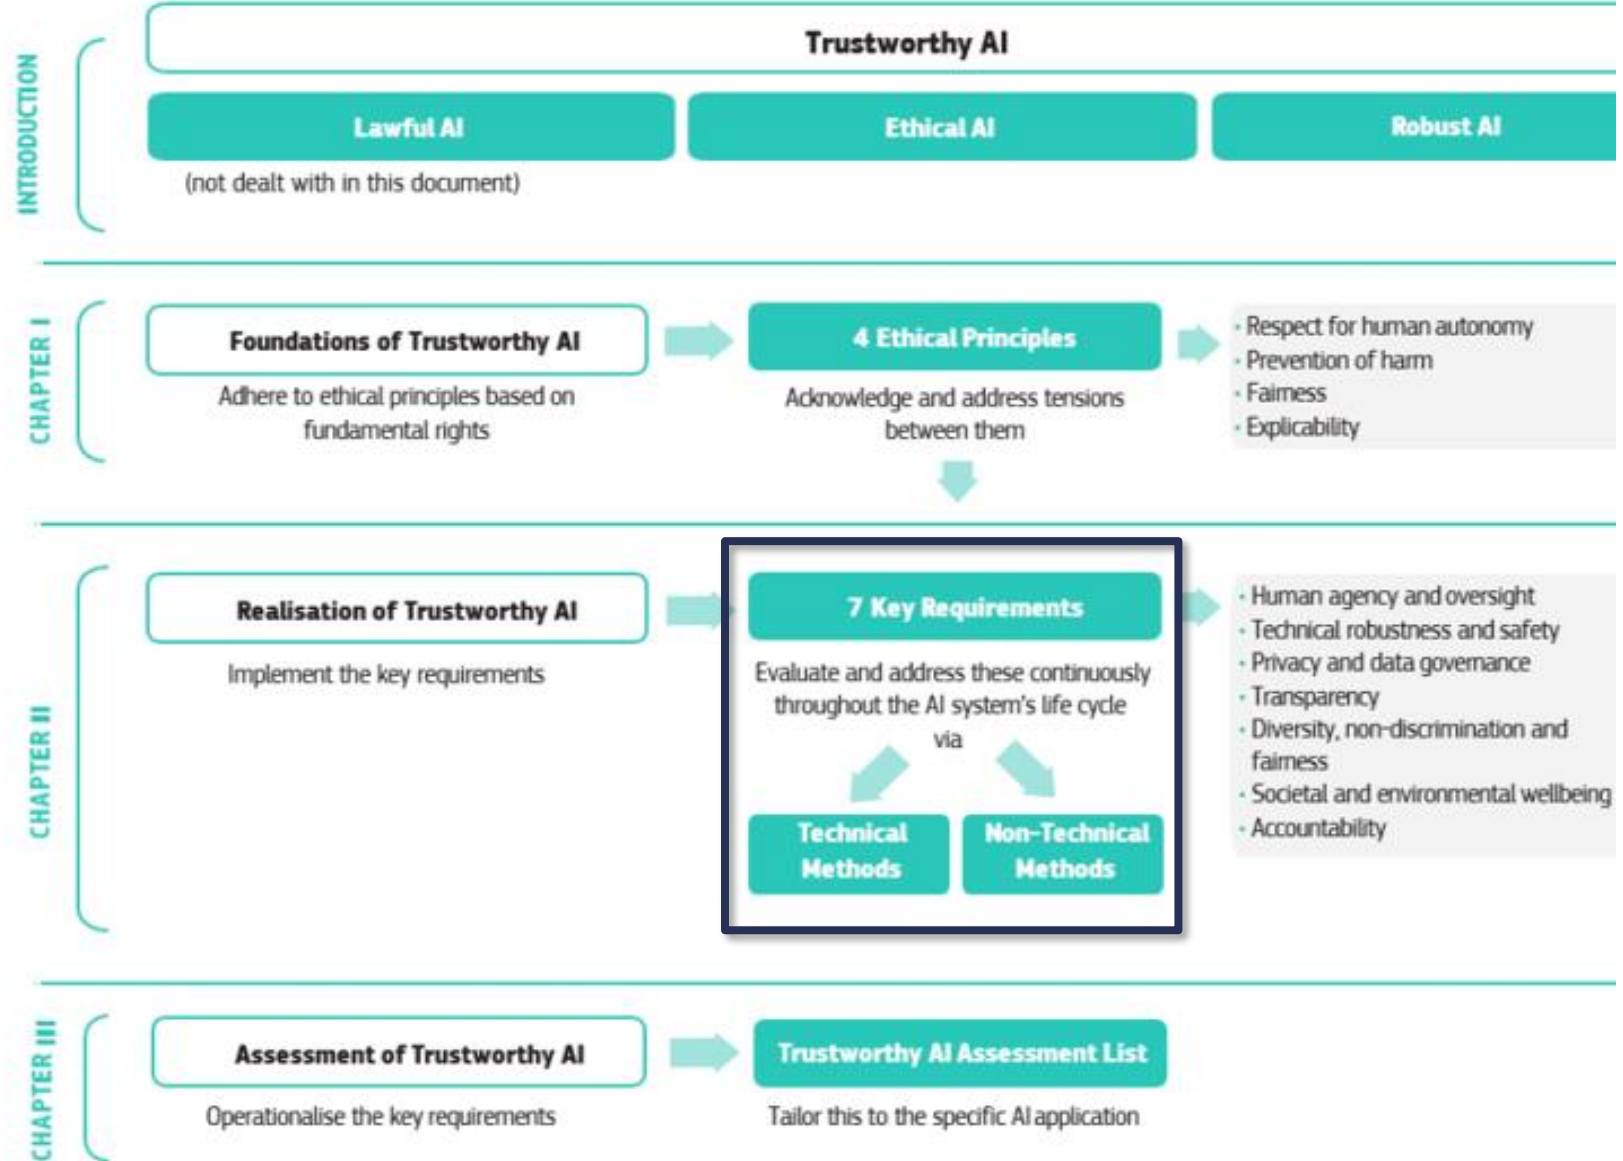 INTRODUCTION
Trustworthy AI
Lawful AI
Ethical AI
Robust AI
(not dealt with in this document)
CHAPTER I
Foundations of Trustworthy AI
Adhere to ethical principles based on
fundamental rights
4 Ethical Principles
Acknowledge and address tensions
between them
· Respect for human autonomy
· Prevention of harm
· Fairness
· Explicability
CHAPTER II
Realisation of Trustworthy AI
Implement the key requirements
7 Key Requirements
Evaluate and address these continuously
throughout the AI system's life cycle
via
Technical
Methods
Non-Technical
Methods
· Human agency and oversight
· Technical robustness and safety
· Privacy and data governance
· Transparency
· Diversity, non-discrimination and
fairness
· Societal and environmental wellbeing
· Accountability
CHAPTER III
Assessment of Trustworthy AI
Operationalise the key requirements
Trustworthy AI Assessment List
Tailor this to the specific AI application